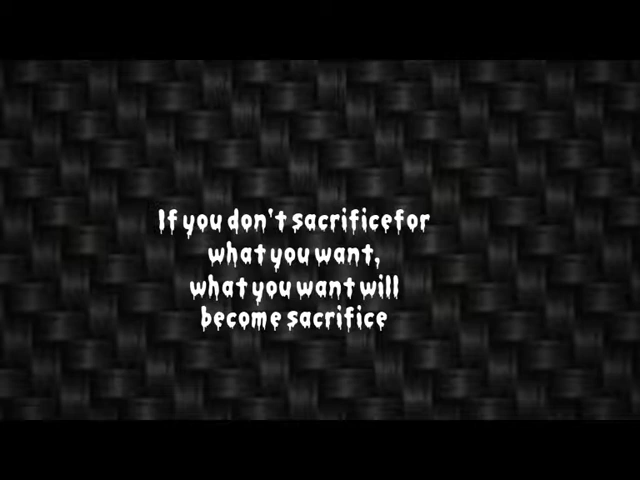 If you don't sacrificefor
what you want,
what you want will
become sacrifice